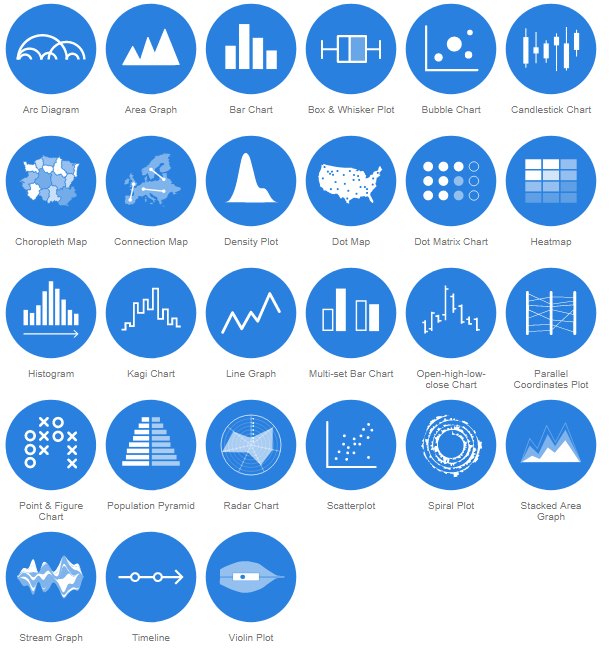 Arc Diagram
Area Graph
Bar Chart
Box & Whisker Plot
Bubble Chart
Candlestick Chart
Choropleth Map
Connection Map
Density Plot
Dot Map
Dot Matrix Chart
Heatmap
Histogram
Kagi Chart
Line Graph
Multi-set Bar Chart
Open-high-low-
close Chart
Parallel
Coordinates Plot
Point & Figure
Chart
Population Pyramid
Radar Chart
Scatterplot
Spiral Plot
Stacked Area
Graph
Stream Graph
Timeline
Violin Plot